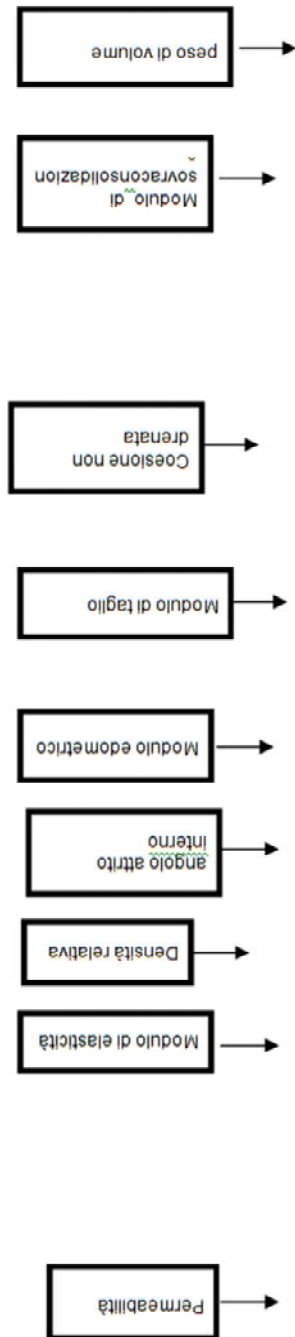 Permeabilità
Modulo di elasticità
Densità relativa
angolo attrito
interno
Modulo edometrico
Modulo di taglio
Coesione non
drenata
Modulo di
sovraconsolidazion
peso di volume